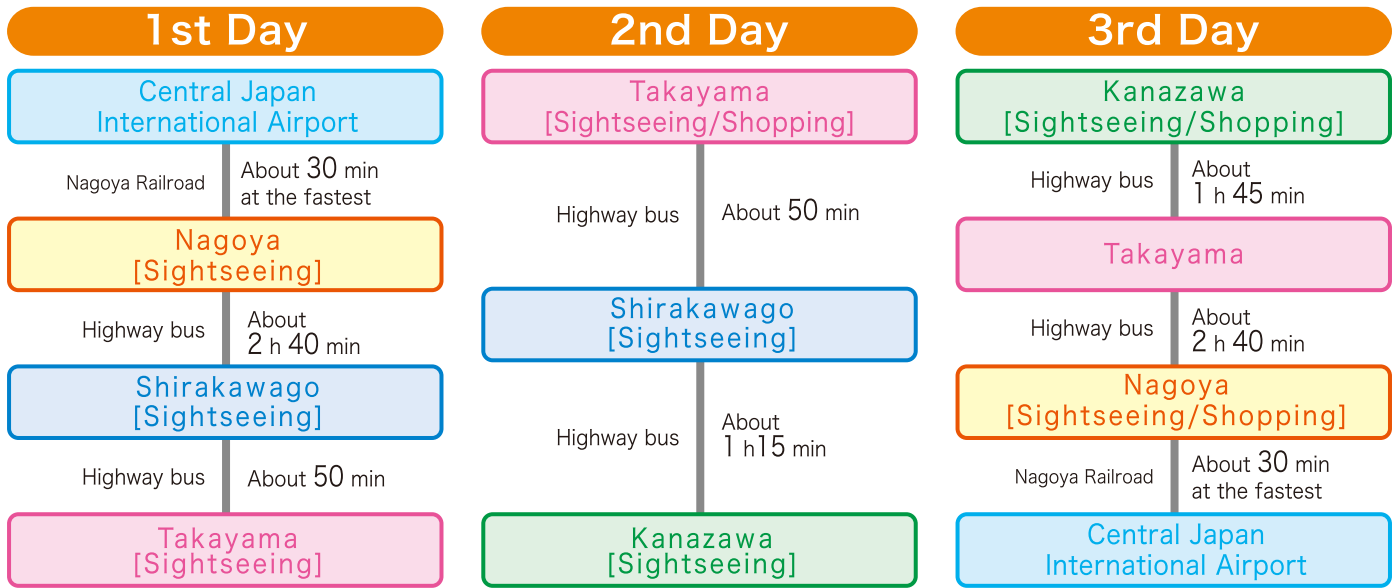 1st Day
Central Japan
International Airport
Nagoya Railroad
About 30 min
at the fastest
Nagoya
[Sightseeing]
Highway bus
About
2 h 40 min
Shirakawago
[Sightseeing]
Highway bus
About 50 min
Takayama
[Sightseeing]
2nd Day
Takayama
[Sightseeing/Shopping]
Highway bus
About 50 min
Shirakawago
[Sightseeing]
Highway bus
About
1 h15 min
Kanazawa
[Sightseeing]
3rd Day
Kanazawa
[Sightseeing/Shopping]
Highway bus
About
1 h 45 min
Takayama
Highway bus
About
2 h 40 min
Nagoya
[Sightseeing/Shopping]
Nagoya Railroad
About 30 min
at the fastest
Central Japan
International Airport